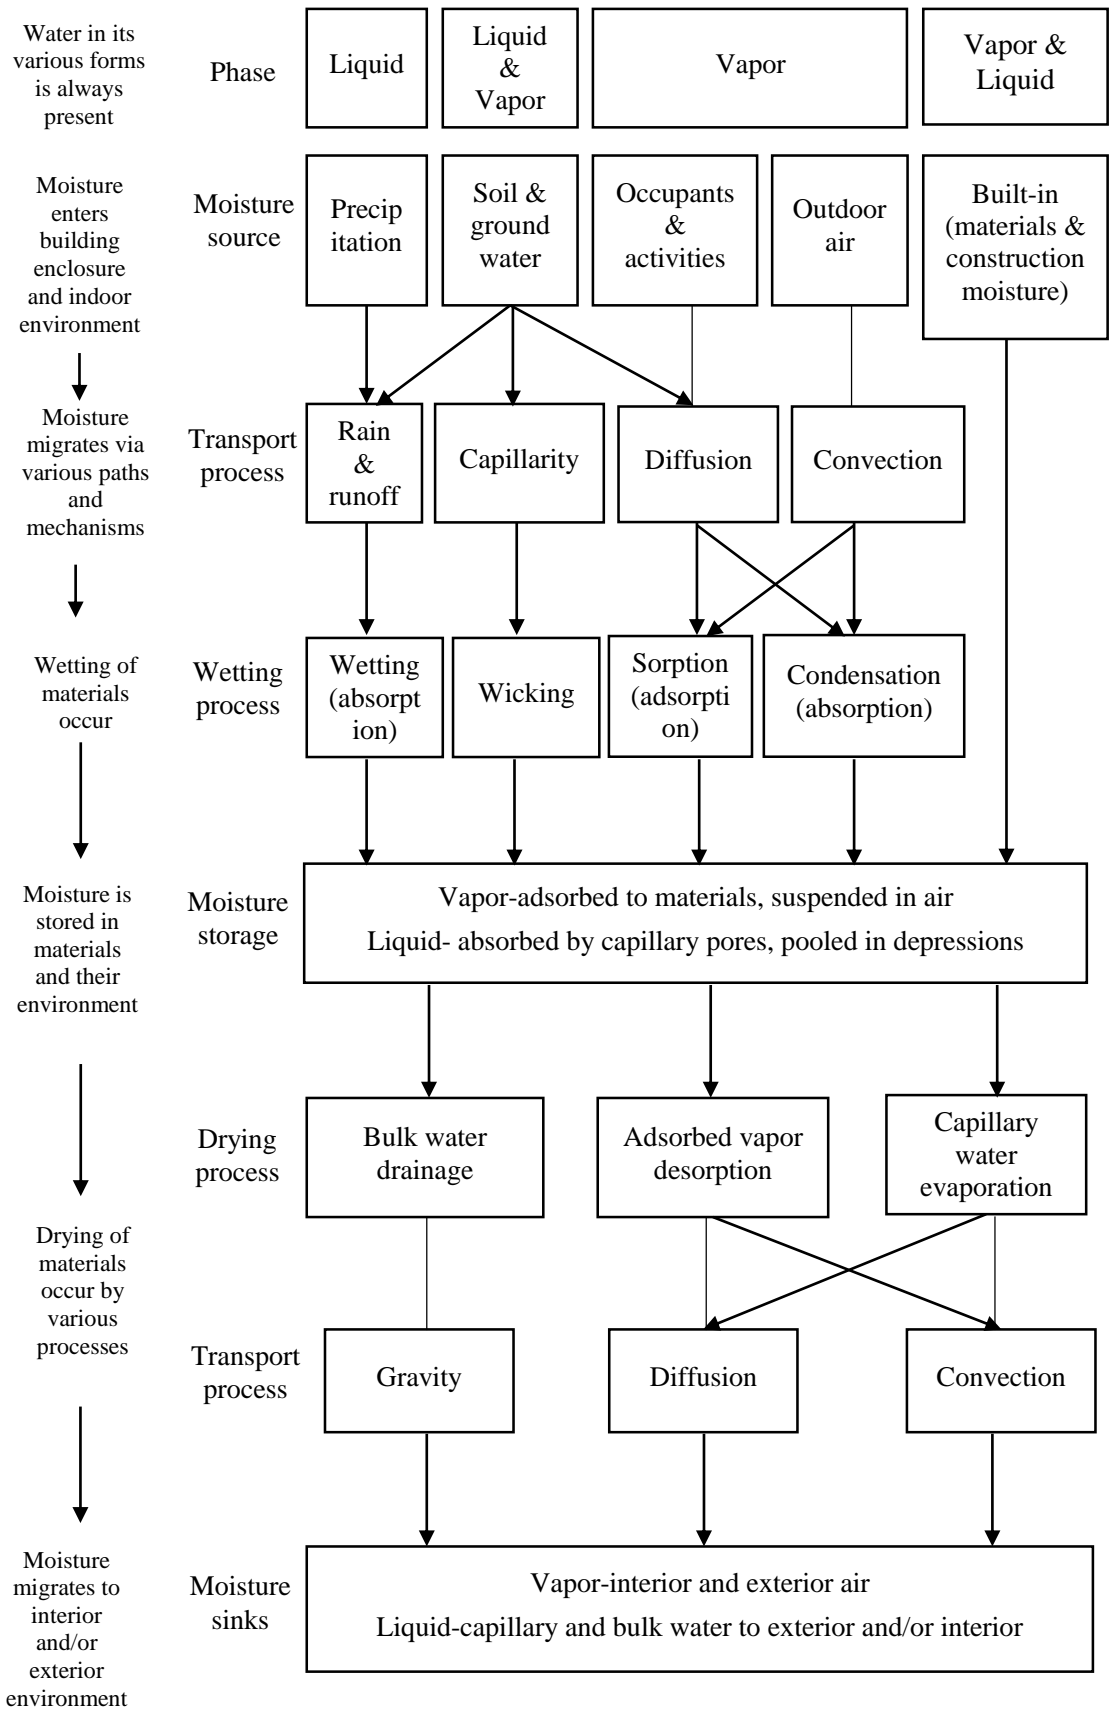 Water in its
various forms
is always
present
Phase
Liquid
Liquid
&
Vapor
Vapor
Vapor &
Liquid
Moisture
enters
building
enclosure
and indoor
environment
Moisture
source
Precip
itation
Soil &
ground
water
Occupants
&
activities
Outdoor
air
Built-in
(materials &
construction
moisture)
Moisture
migrates via
various paths
and
mechanisms
Transport
process
Rain
&
runoff
Capillarity
Diffusion
Convection
Wetting of
materials
occur
Wetting
process
Wetting
(absorpt
ion)
Wicking
Sorption
(adsorpti
on)
Condensation
(absorption)
Moisture is
stored in
materials
and their
environment
Moisture
storage
Vapor-adsorbed to materials, suspended in air
Liquid- absorbed by capillary pores, pooled in depressions
Drying
process
Bulk water
drainage
Adsorbed vapor
desorption
Capillary
water
evaporation
Drying of
materials
occur by
various
processes
Transport
process
Gravity
Diffusion
Convection
Moisture
migrates to
interior
and/or
exterior
environment
Moisture
sinks
Vapor-interior and exterior air
Liquid-capillary and bulk water to exterior and/or interior